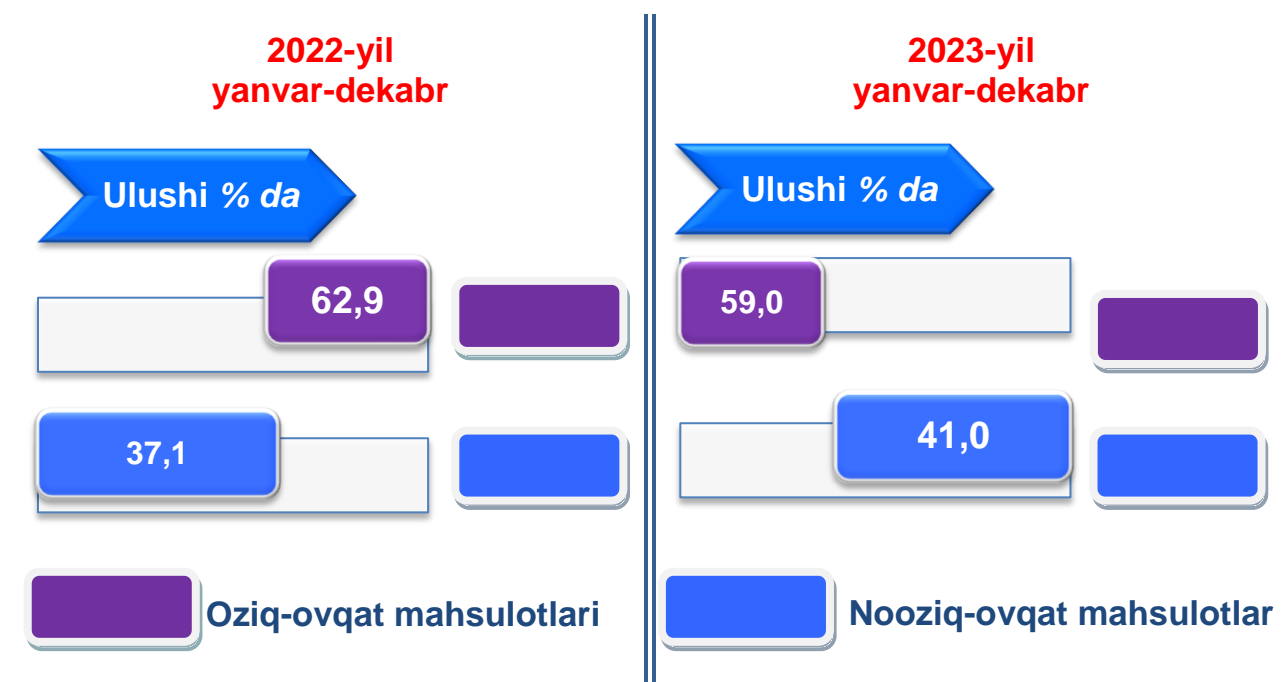 2022-yil
yanvar-dekabr
Ulushi % da
62,9
37,1
Oziq-ovqat mahsulotlari
2023-yil
yanvar-dekabr
Ulushi % da
59,0
41,0
Nooziq-ovqat mahsulotlar